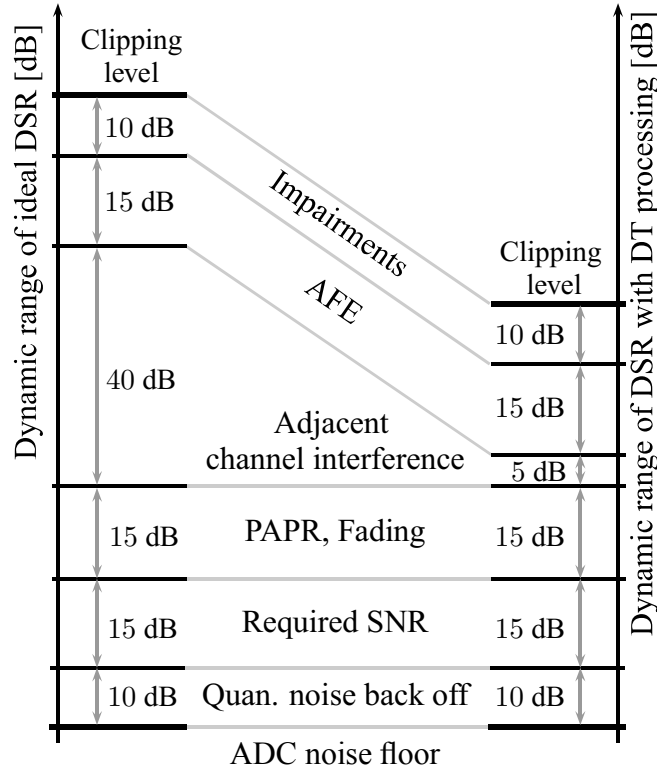 Dynamic range of ideal DSR [dB]
Clipping
level
10 dB
15 dB
40 dB
15 dB
15 dB
10 dB
Impairments
AFE
Adjacent
channel interference
PAPR, Fading
Required SNR
Quan. noise back off
ADC noise floor
Clipping
level
10 dB
15 dB
5 dB
15 dB
15 dB
10 dB
Dynamic range of DSR with DT processing [dB]